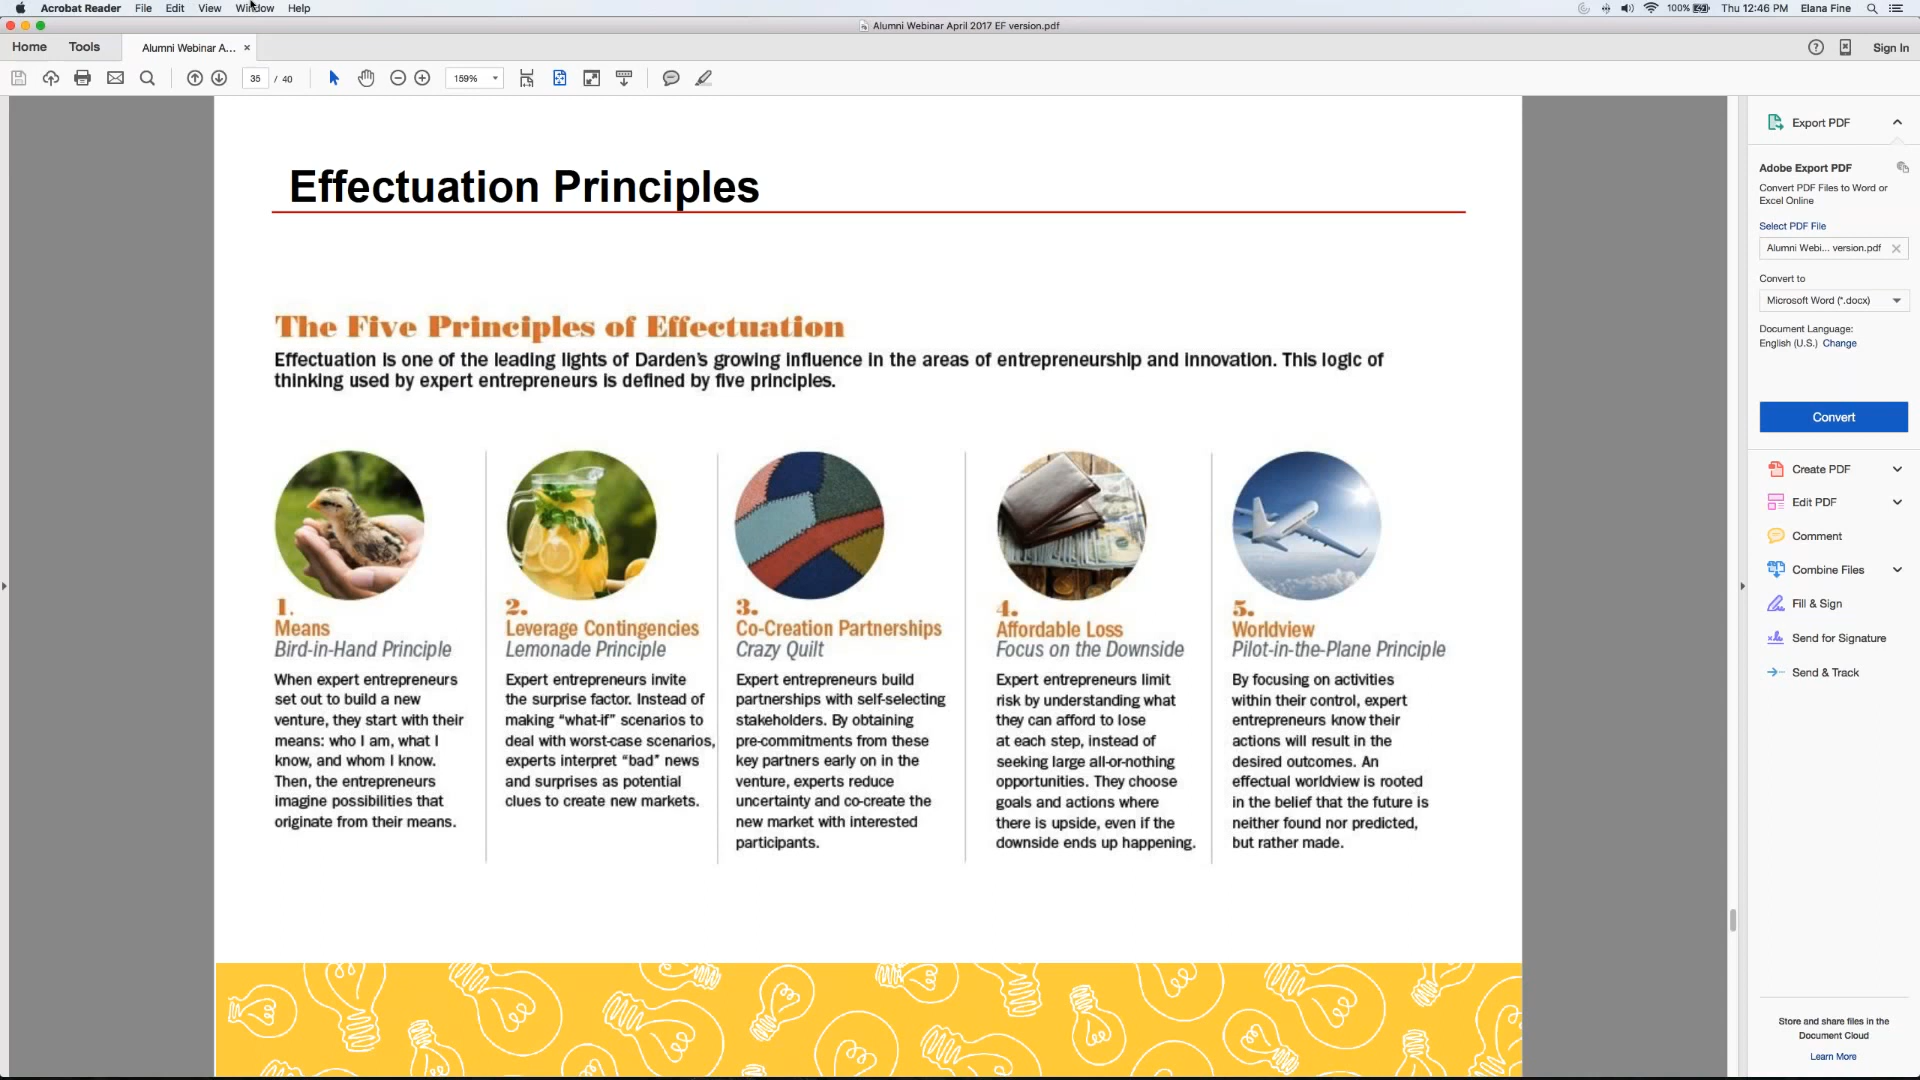 Acrobat Reader File Edit View Window Help 100% Thu 12:46 PM Elana Fine
Alumni Webinar April 2017 EF version.pdf
Home Tools Alumni Webinar A... × Sign In
35 / 40 159%
Effectuation Principles
The Five Principles of Effectuation
Effectuation is one of the leading lights of Darden's growing influence in the areas of entrepreneurship and innovation. This logic of
thinking used by expert entrepreneurs is defined by five principles.
1.
Means
Bird-in-Hand Principle
When expert entrepreneurs
set out to build a new
venture, they start with their
means: who I am, what I
know, and whom I know.
Then, the entrepreneurs
imagine possibilities that
originate from their means.
2.
Leverage Contingencies
Lemonade Principle
Expert entrepreneurs invite
the surprise factor. Instead of
making “what-if” scenarios to
deal with worst-case scenarios,
experts interpret “bad” news
and surprises as potential
clues to create new markets.
3.
Co-Creation Partnerships
Crazy Quilt
Expert entrepreneurs build
partnerships with self-selecting
stakeholders. By obtaining
pre-commitments from these
key partners early on in the
venture, experts reduce
uncertainty and co-create the
new market with interested
participants.
4.
Affordable Loss
Focus on the Downside
Expert entrepreneurs limit
risk by understanding what
they can afford to lose
at each step, instead of
seeking large all-or-nothing
opportunities. They choose
goals and actions where
there is upside, even if the
downside ends up happening.
5.
Worldview
Pilot-in-the-Plane Principle
By focusing on activities
within their control, expert
entrepreneurs know their
actions will result in the
desired outcomes. An
effectual worldview is rooted
in the belief that the future is
neither found nor predicted,
but rather made.
Export PDF
Adobe Export PDF
Convert PDF Files to Word or
Excel Online
Select PDF File
Alumni Webi... version.pdf
Convert to
Microsoft Word (*.docx)
Document Language:
English (U.S.) Change
Convert
Create PDF
Edit PDF
Comment
Combine Files
Fill & Sign
Send for Signature
Send & Track
Store and share files in the
Document Cloud
Learn More